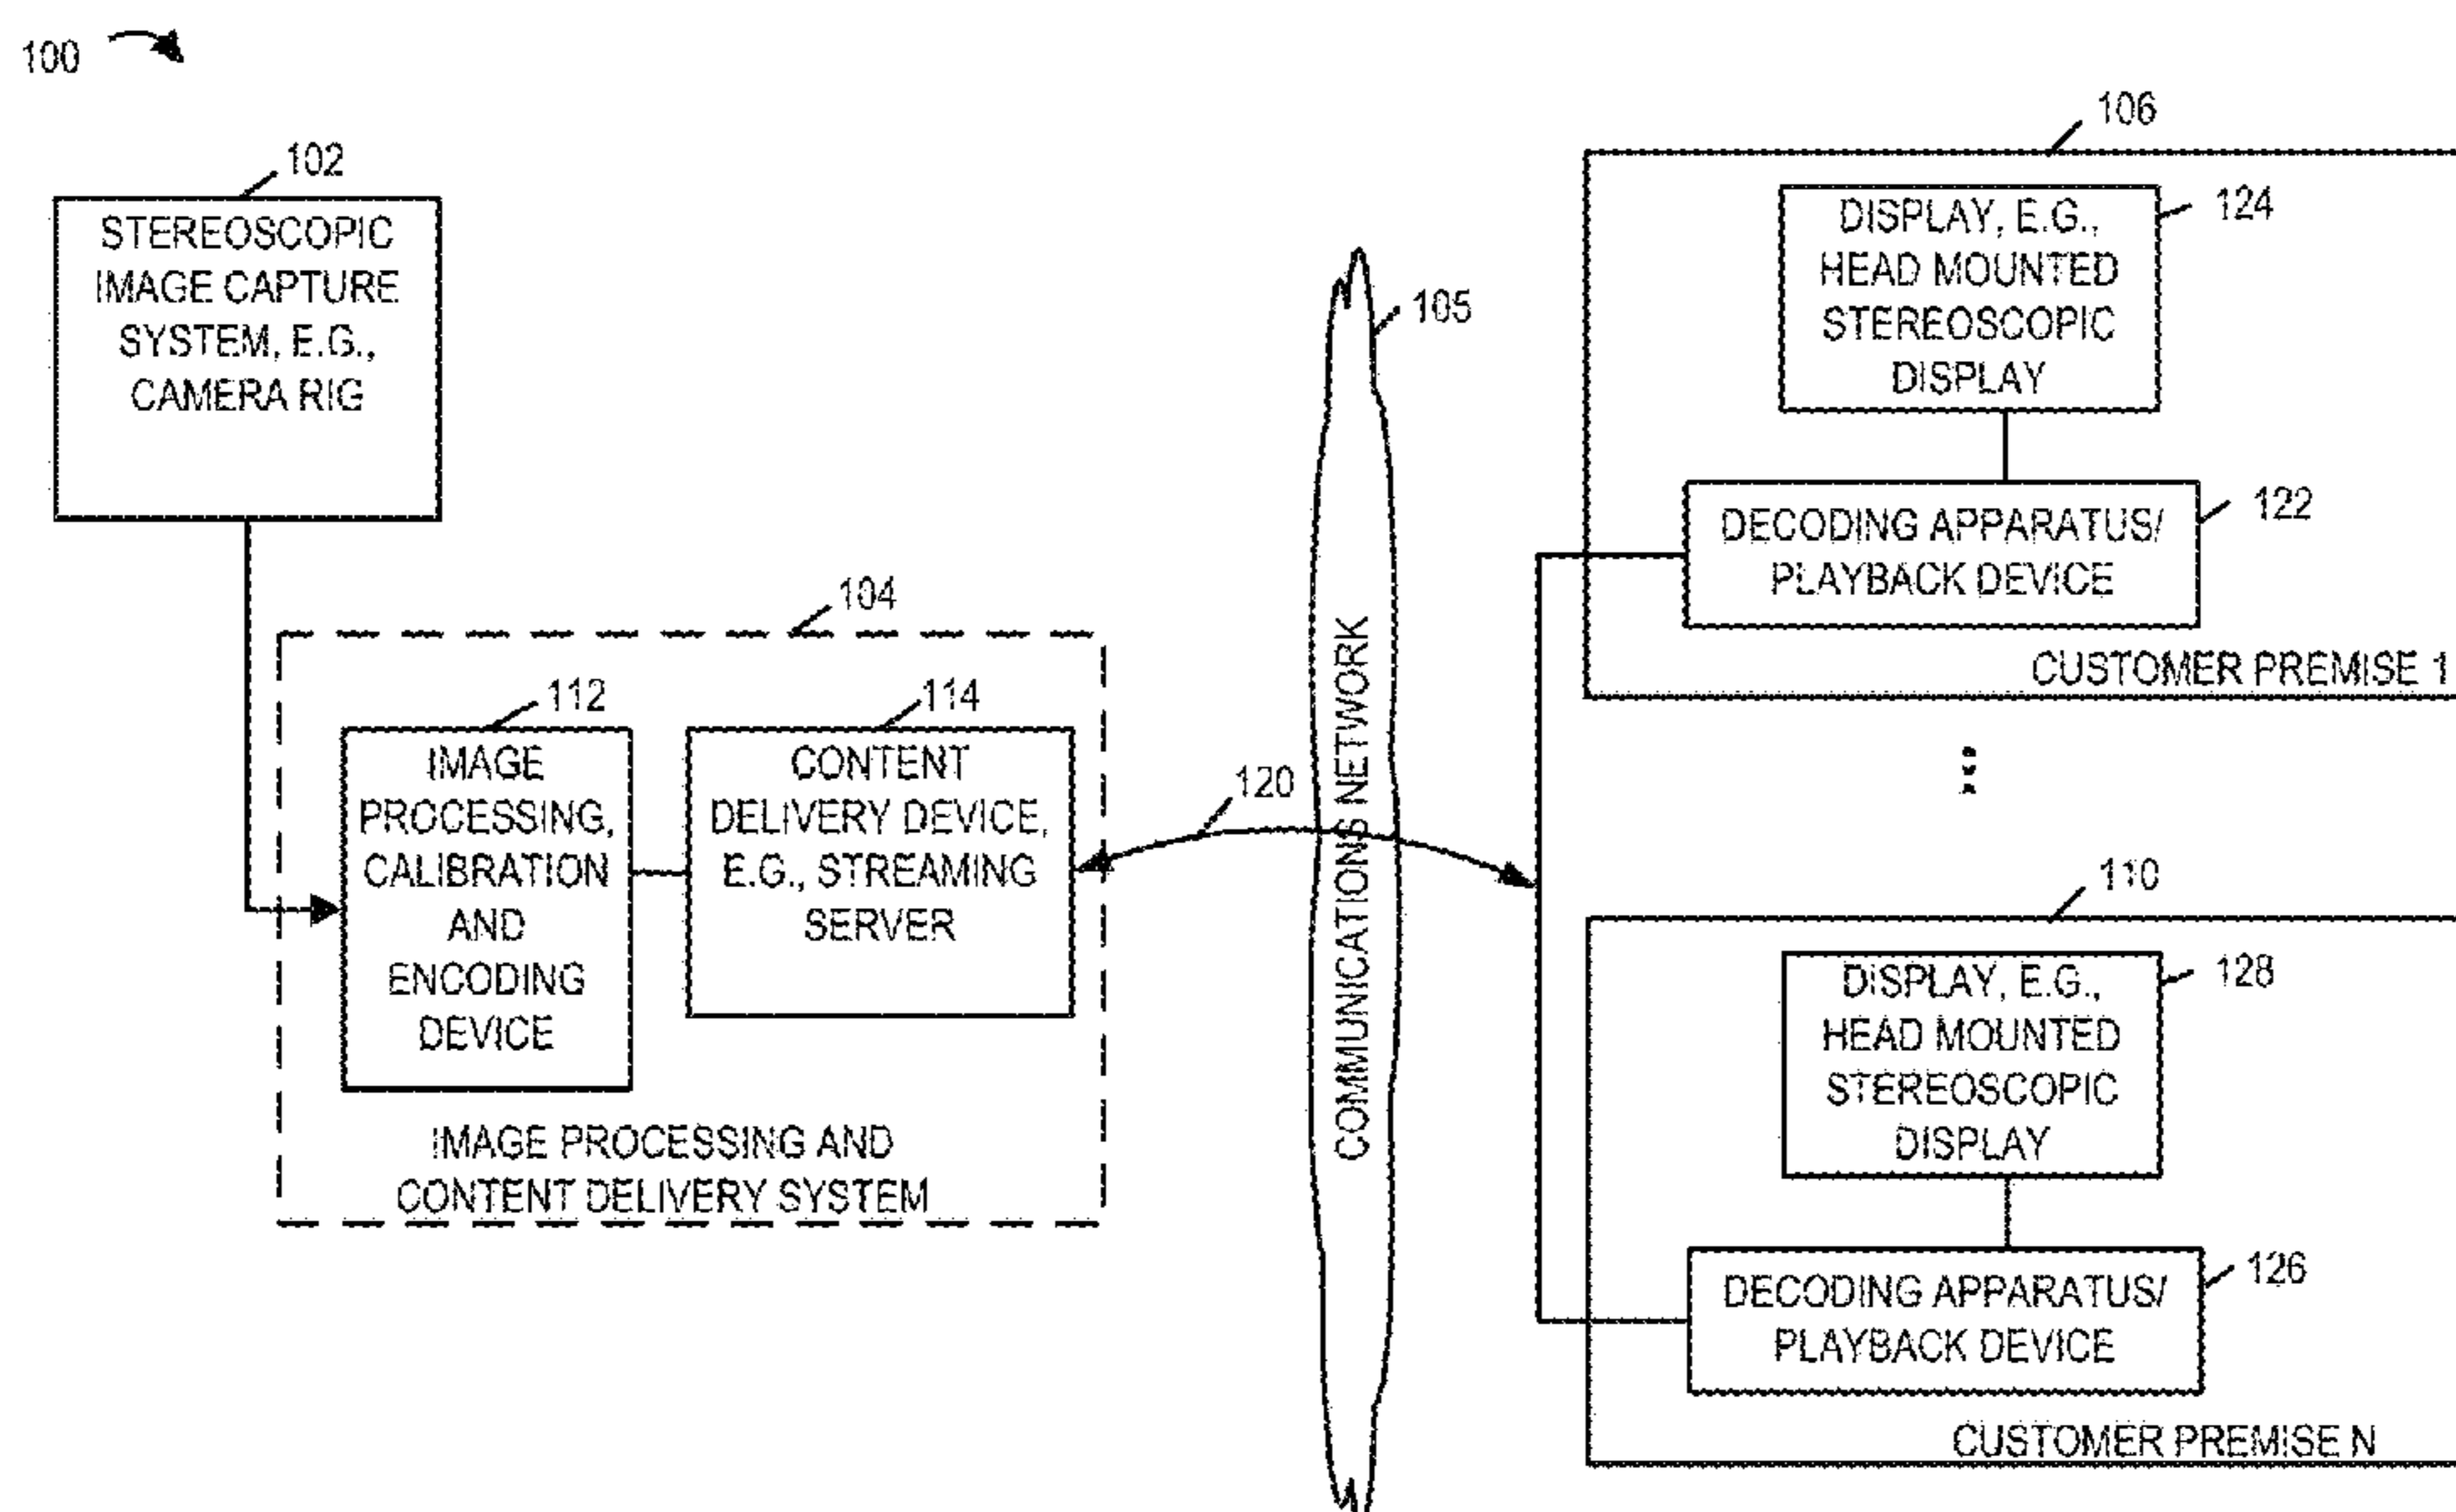 100
102
STEREOSCOPIC
IMAGE CAPTURE
SYSTEM, E.G.,
CAMERA RIG
104
112
IMAGE
PROCESSING,
CALIBRATION
AND
ENCODING
DEVICE
114
CONTENT
DELIVERY DEVICE,
E.G., STREAMING
SERVER
IMAGE PROCESSING AND
CONTENT DELIVERY SYSTEM
120
105
COMMUNICATIONS NETWORK
106
124
DISPLAY, E.G.,
HEAD MOUNTED
STEREOSCOPIC
DISPLAY
122
DECODING APPARATUS/
PLAYBACK DEVICE
CUSTOMER PREMISE 1
110
128
DISPLAY, E.G.,
HEAD MOUNTED
STEREOSCOPIC
DISPLAY
126
DECODING APPARATUS/
PLAYBACK DEVICE
CUSTOMER PREMISE N